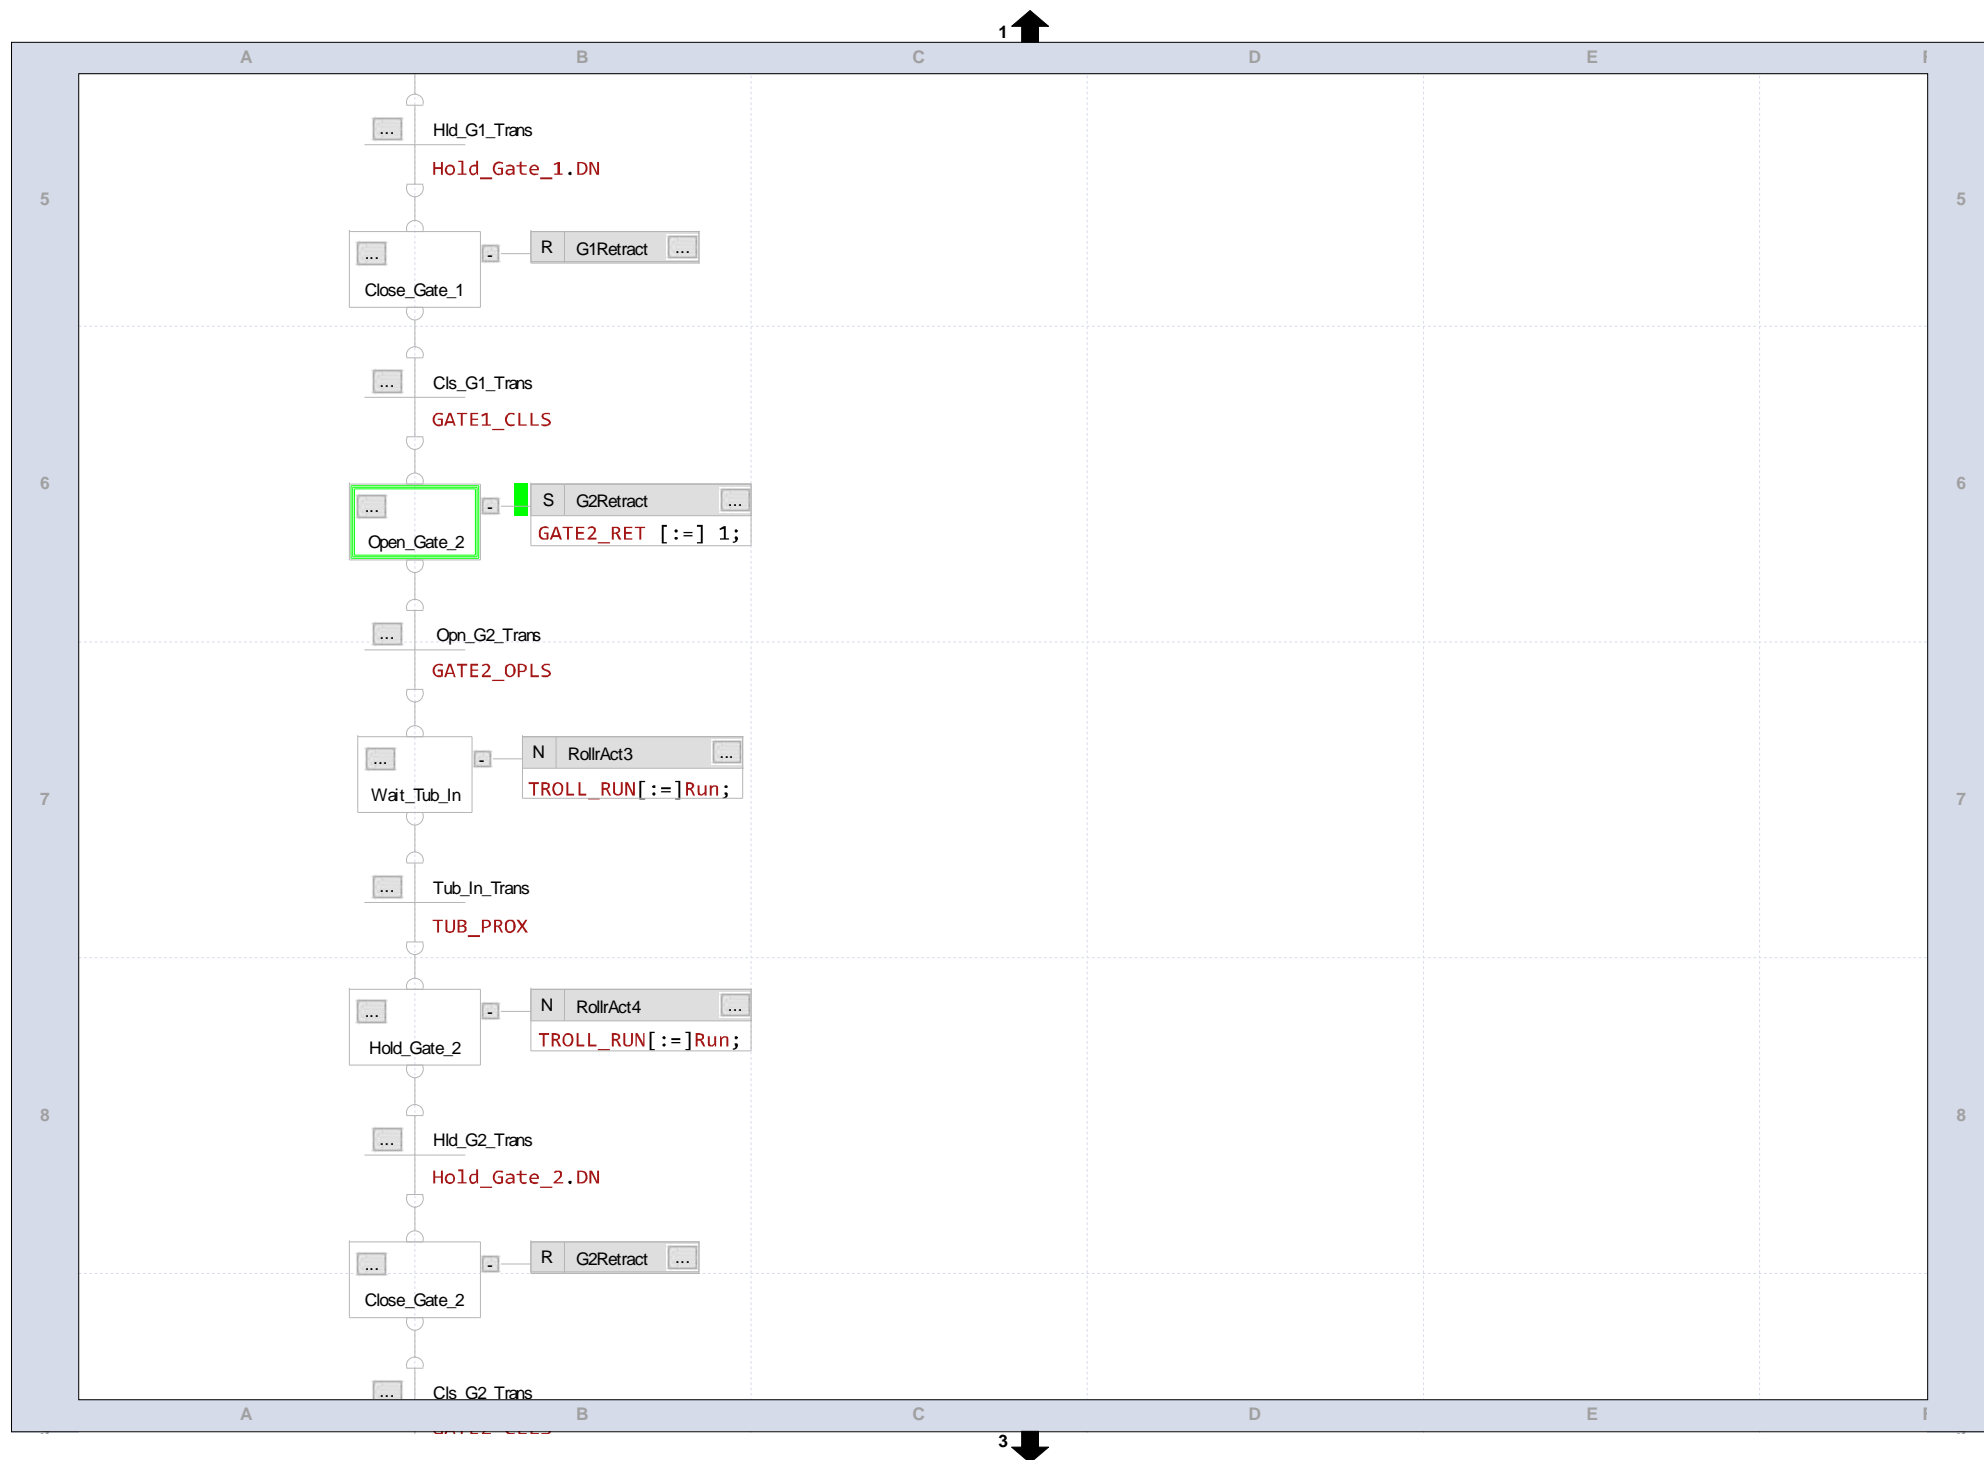 1
A B C D E
... Hld_G1_Trans
Hold_Gate_1.DN
5 5
... - R G1Retract ...
Close_Gate_1
... Cls_G1_Trans
GATE1_CLLS
6 6
... - S G2Retract ...
GATE2_RET [:=] 1;
Open_Gate_2
... Opn_G2_Trans
GATE2_OPLS
... - N RollrAct3 ...
TROLL_RUN[:=]Run;
Wait_Tub_In
7 7
... Tub_In_Trans
TUB_PROX
... - N RollrAct4 ...
TROLL_RUN[:=]Run;
Hold_Gate_2
8 8
... Hld_G2_Trans
Hold_Gate_2.DN
... - R G2Retract ...
Close_Gate_2
... Cls_G2_Trans
A B C D E
3